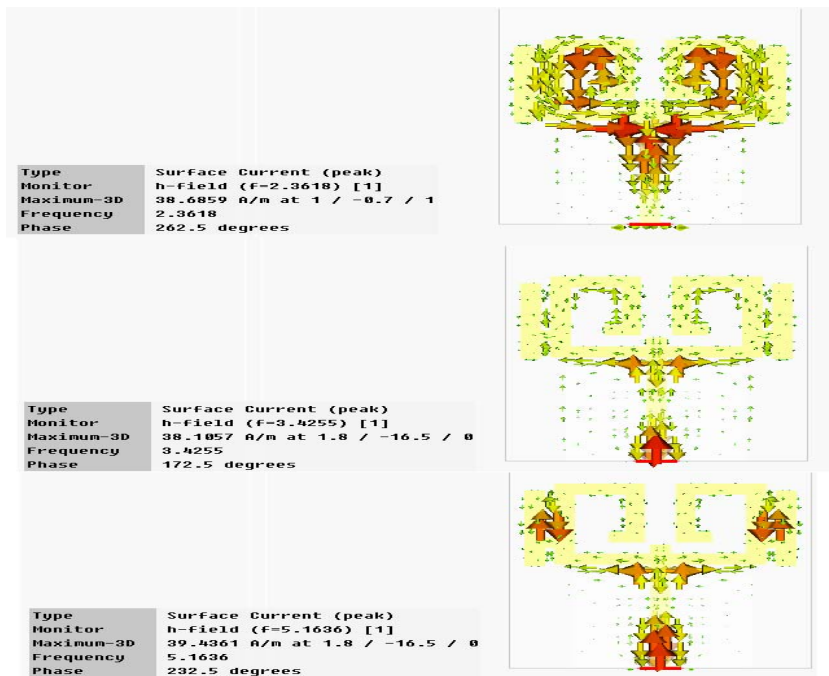 Type Surface Current (peak)
Monitor h-field (f=2.3618) [1]
Maximum-3D 38.6859 A/m at 1 / -0.7 / 1
Frequency 2.3618
Phase 262.5 degrees
Type Surface Current (peak)
Monitor h-field (f=3.4255) [1]
Maximum-3D 38.1057 A/m at 1.8 / -16.5 / 0
Frequency 3.4255
Phase 172.5 degrees
Type Surface Current (peak)
Monitor h-field (f=5.1636) [1]
Maximum-3D 39.4361 A/m at 1.8 / -16.5 / 0
Frequency 5.1636
Phase 232.5 degrees